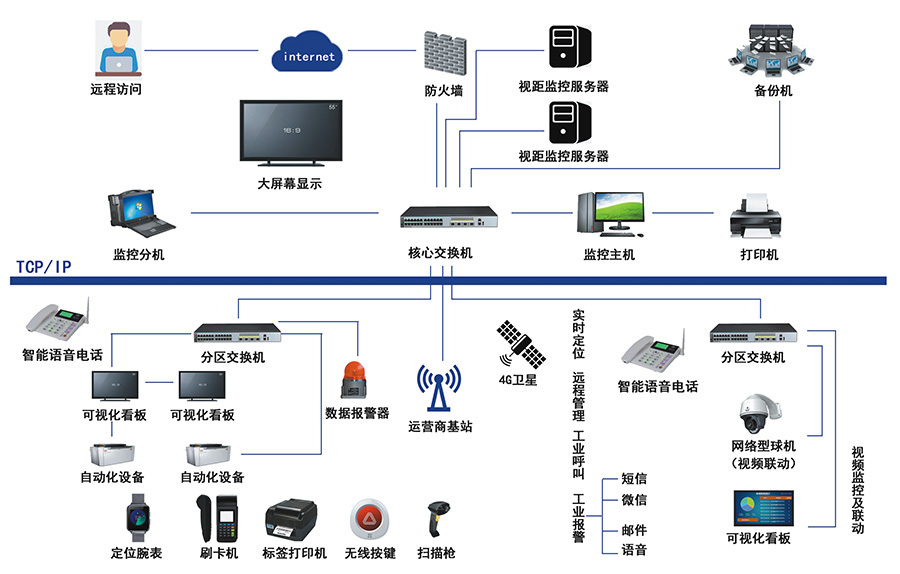 internet
远程访问
防火墙
视距监控服务器
备份机
16:9
视距监控服务器
大屏幕显示
监控分机
核心交换机
监控主机
打印机
TCP/IP
智能语音电话
分区交换机
数据报警器
运营商基站
4G卫星
实时定位 远程管理 工业呼叫 工业报警
智能语音电话
分区交换机
可视化看板
可视化看板
自动化设备
自动化设备
网络型球机
(视频联动)
视频监控及联动
短信
微信
邮件
语音
可视化看板
定位腕表
刷卡机
标签打印机
无线按键
扫描枪